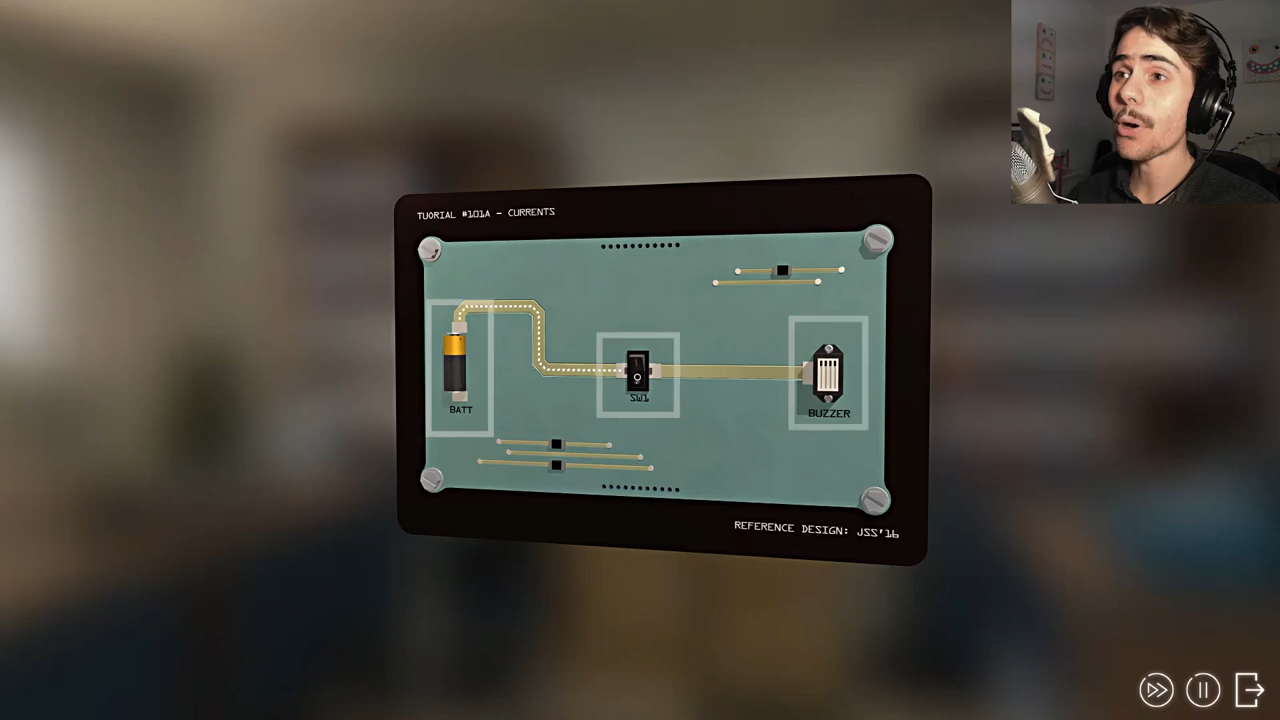 TUORIAL #101A - CURRENTS
BATT
SW1
BUZZER
REFERENCE DESIGN: JSS'16